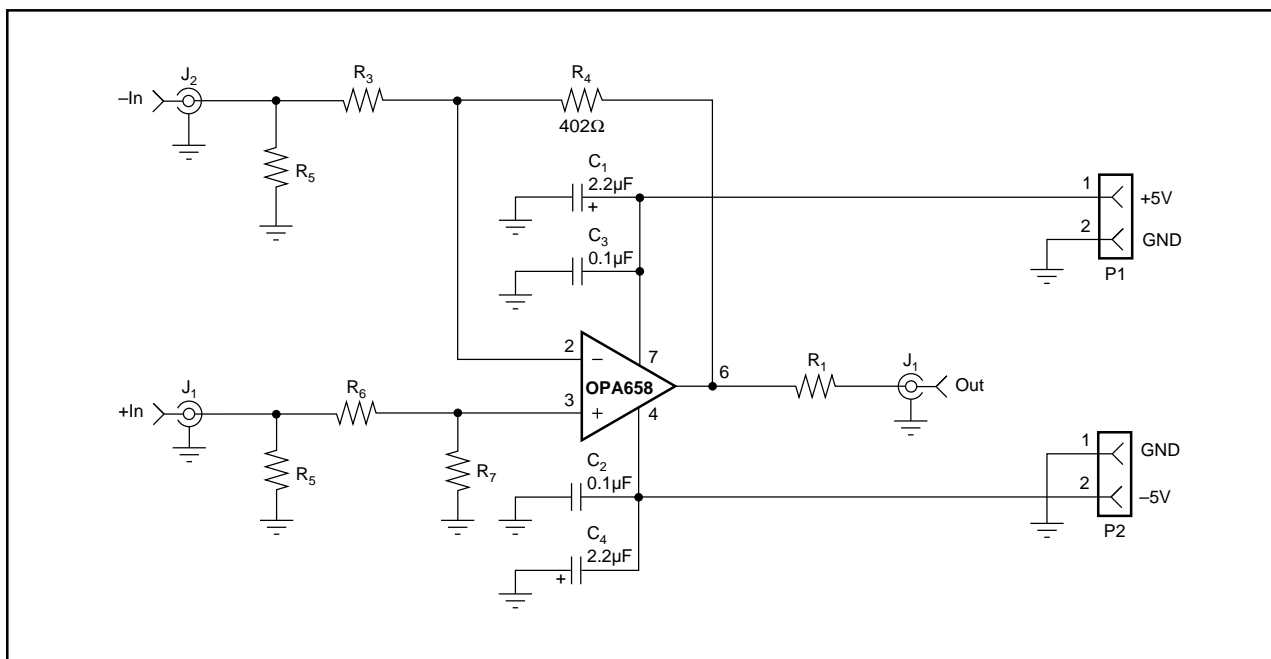 –In
J2
R3
R4
402Ω
R5
C1
2.2µF
+
C3
0.1µF
1
+5V
2
GND
P1
2
–
7
OPA658
3
+
4
6
R1
J1
Out
+In
J1
R6
R5
R7
C2
0.1µF
C4
2.2µF
+
1
GND
2
–5V
P2